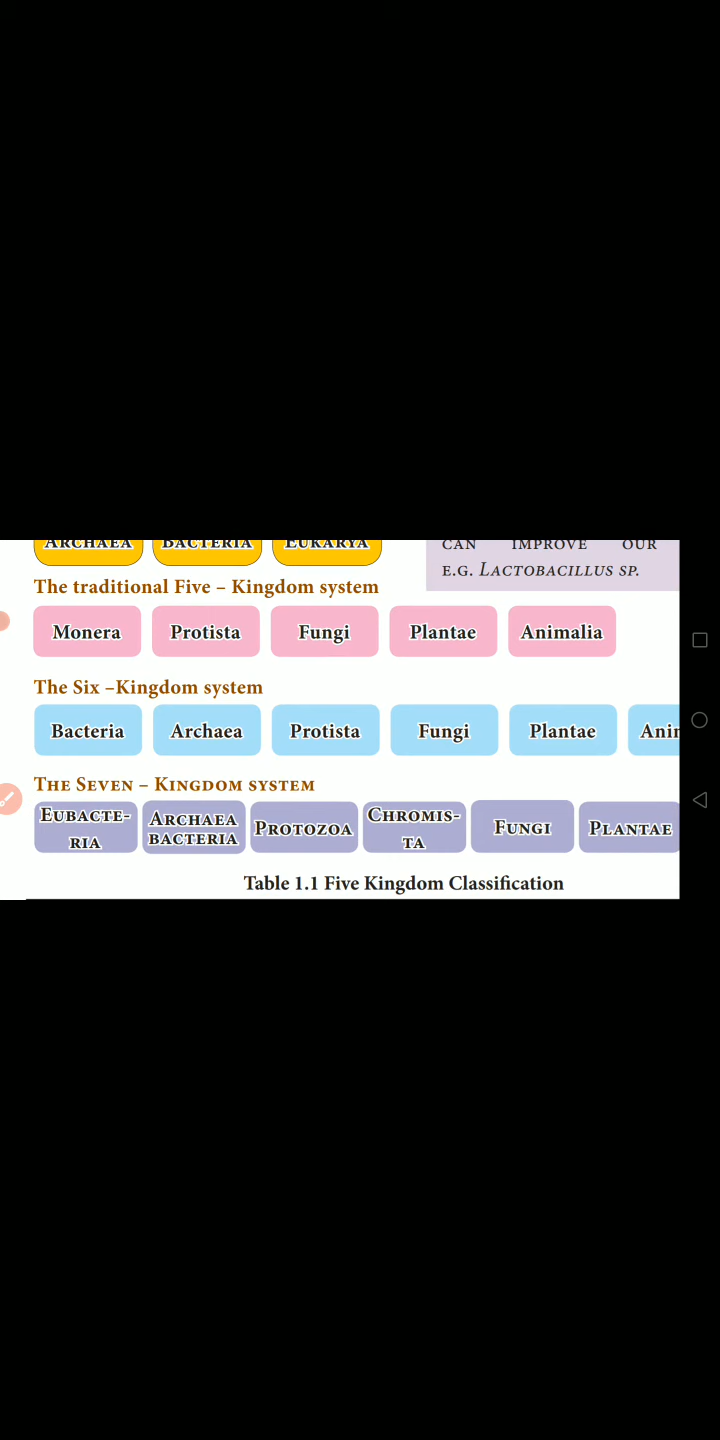 ARCHAEA BACTERIA EUKARYA
CAN IMPROVE OUR
E.G. LACTOBACILLUS SP.
The traditional Five – Kingdom system
Monera Protista Fungi Plantae Animalia
The Six –Kingdom system
Bacteria Archaea Protista Fungi Plantae
THE SEVEN – KINGDOM SYSTEM
EUBACTE-
RIA
ARCHAEA
BACTERIA
PROTOZOA
CHROMIS-
TA
FUNGI
PLANTAE
Table 1.1 Five Kingdom Classification